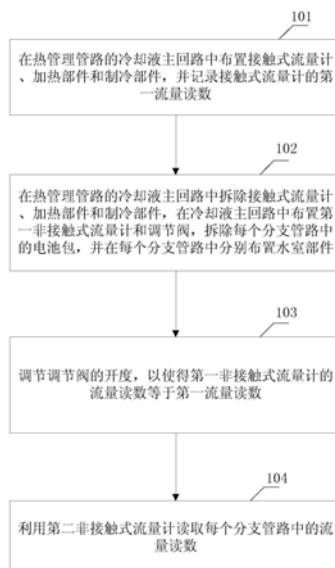 101
在热管理管路的冷却液主回路中布置接触式流量计
、加热部件和制冷部件，并记录接触式流量计的第
一流量读数
102
在热管理管路的冷却液主回路中拆除接触式流量计
、加热部件和制冷部件，在冷却液主回路中布置第
一非接触式流量计和调节阀，拆除每个分支管路中
的电池包，并在每个分支管路中分别布置水室部件
103
调节调节阀的开度，以使得第一非接触式流量计的
流量读数等于第一流量读数
104
利用第二非接触式流量计读取每个分支管路中的流
量读数